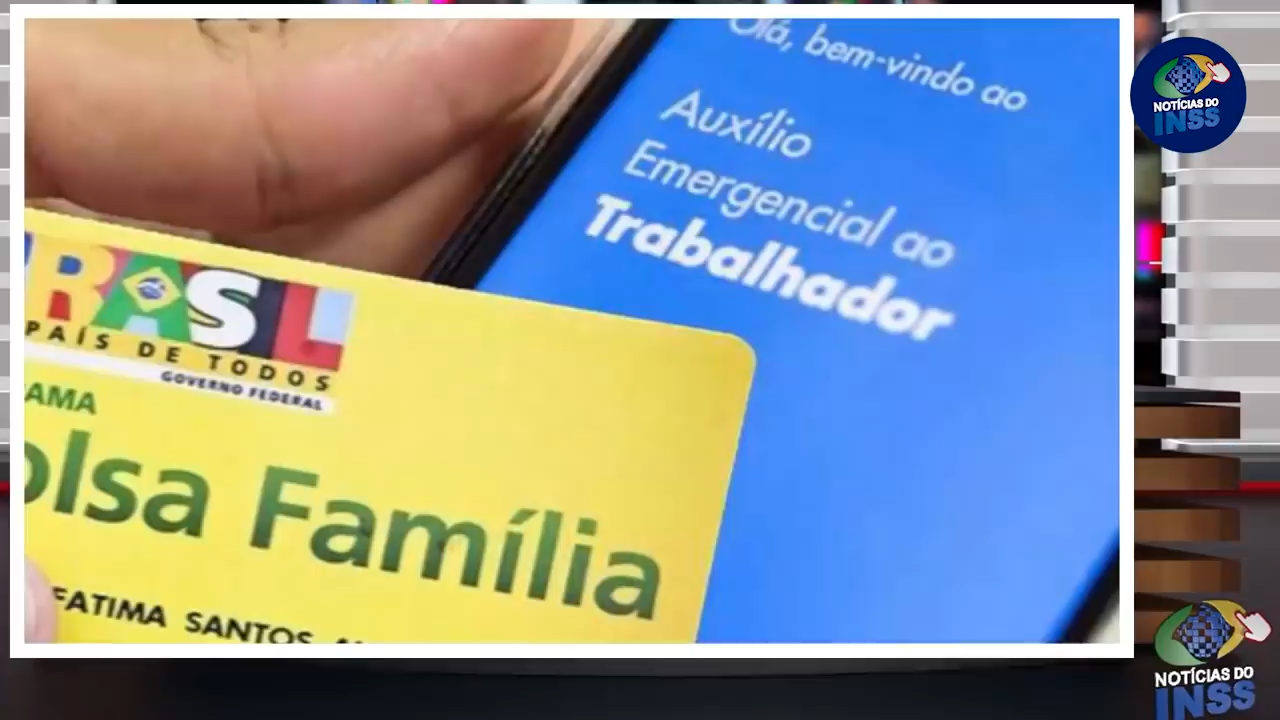 Olá, bem-vindo ao
Auxílio
Emergencial ao
Trabalhador
RASIL
PAÍS DE TODOS
GOVERNO FEDERAL
AMA
olsa Família
FATIMA SANTOS
NOTÍCIAS DO
INSS
NOTÍCIAS DO
INSS